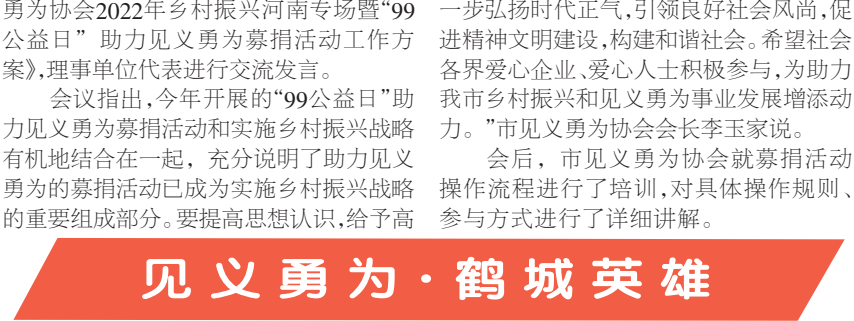 勇为协会2022年乡村振兴河南专场暨“99
公益日”助力见义勇为募捐活动工作方
案》,理事单位代表进行交流发言。
会议指出,今年开展的“99公益日”助
力见义勇为募捐活动和实施乡村振兴战略
有机地结合在一起，充分说明了助力见义
勇为的募捐活动已成为实施乡村振兴战略
的重要组成部分。要提高思想认识,给予高
一步弘扬时代正气,引领良好社会风尚,促
进精神文明建设,构建和谐社会。希望社会
各界爱心企业、爱心人士积极参与,为助力
我市乡村振兴和见义勇为事业发展增添动
力。”市见义勇为协会会长李玉家说。
会后，市见义勇为协会就募捐活动
操作流程进行了培训,对具体操作规则、
参与方式进行了详细讲解。
见义勇为·鹤城英雄